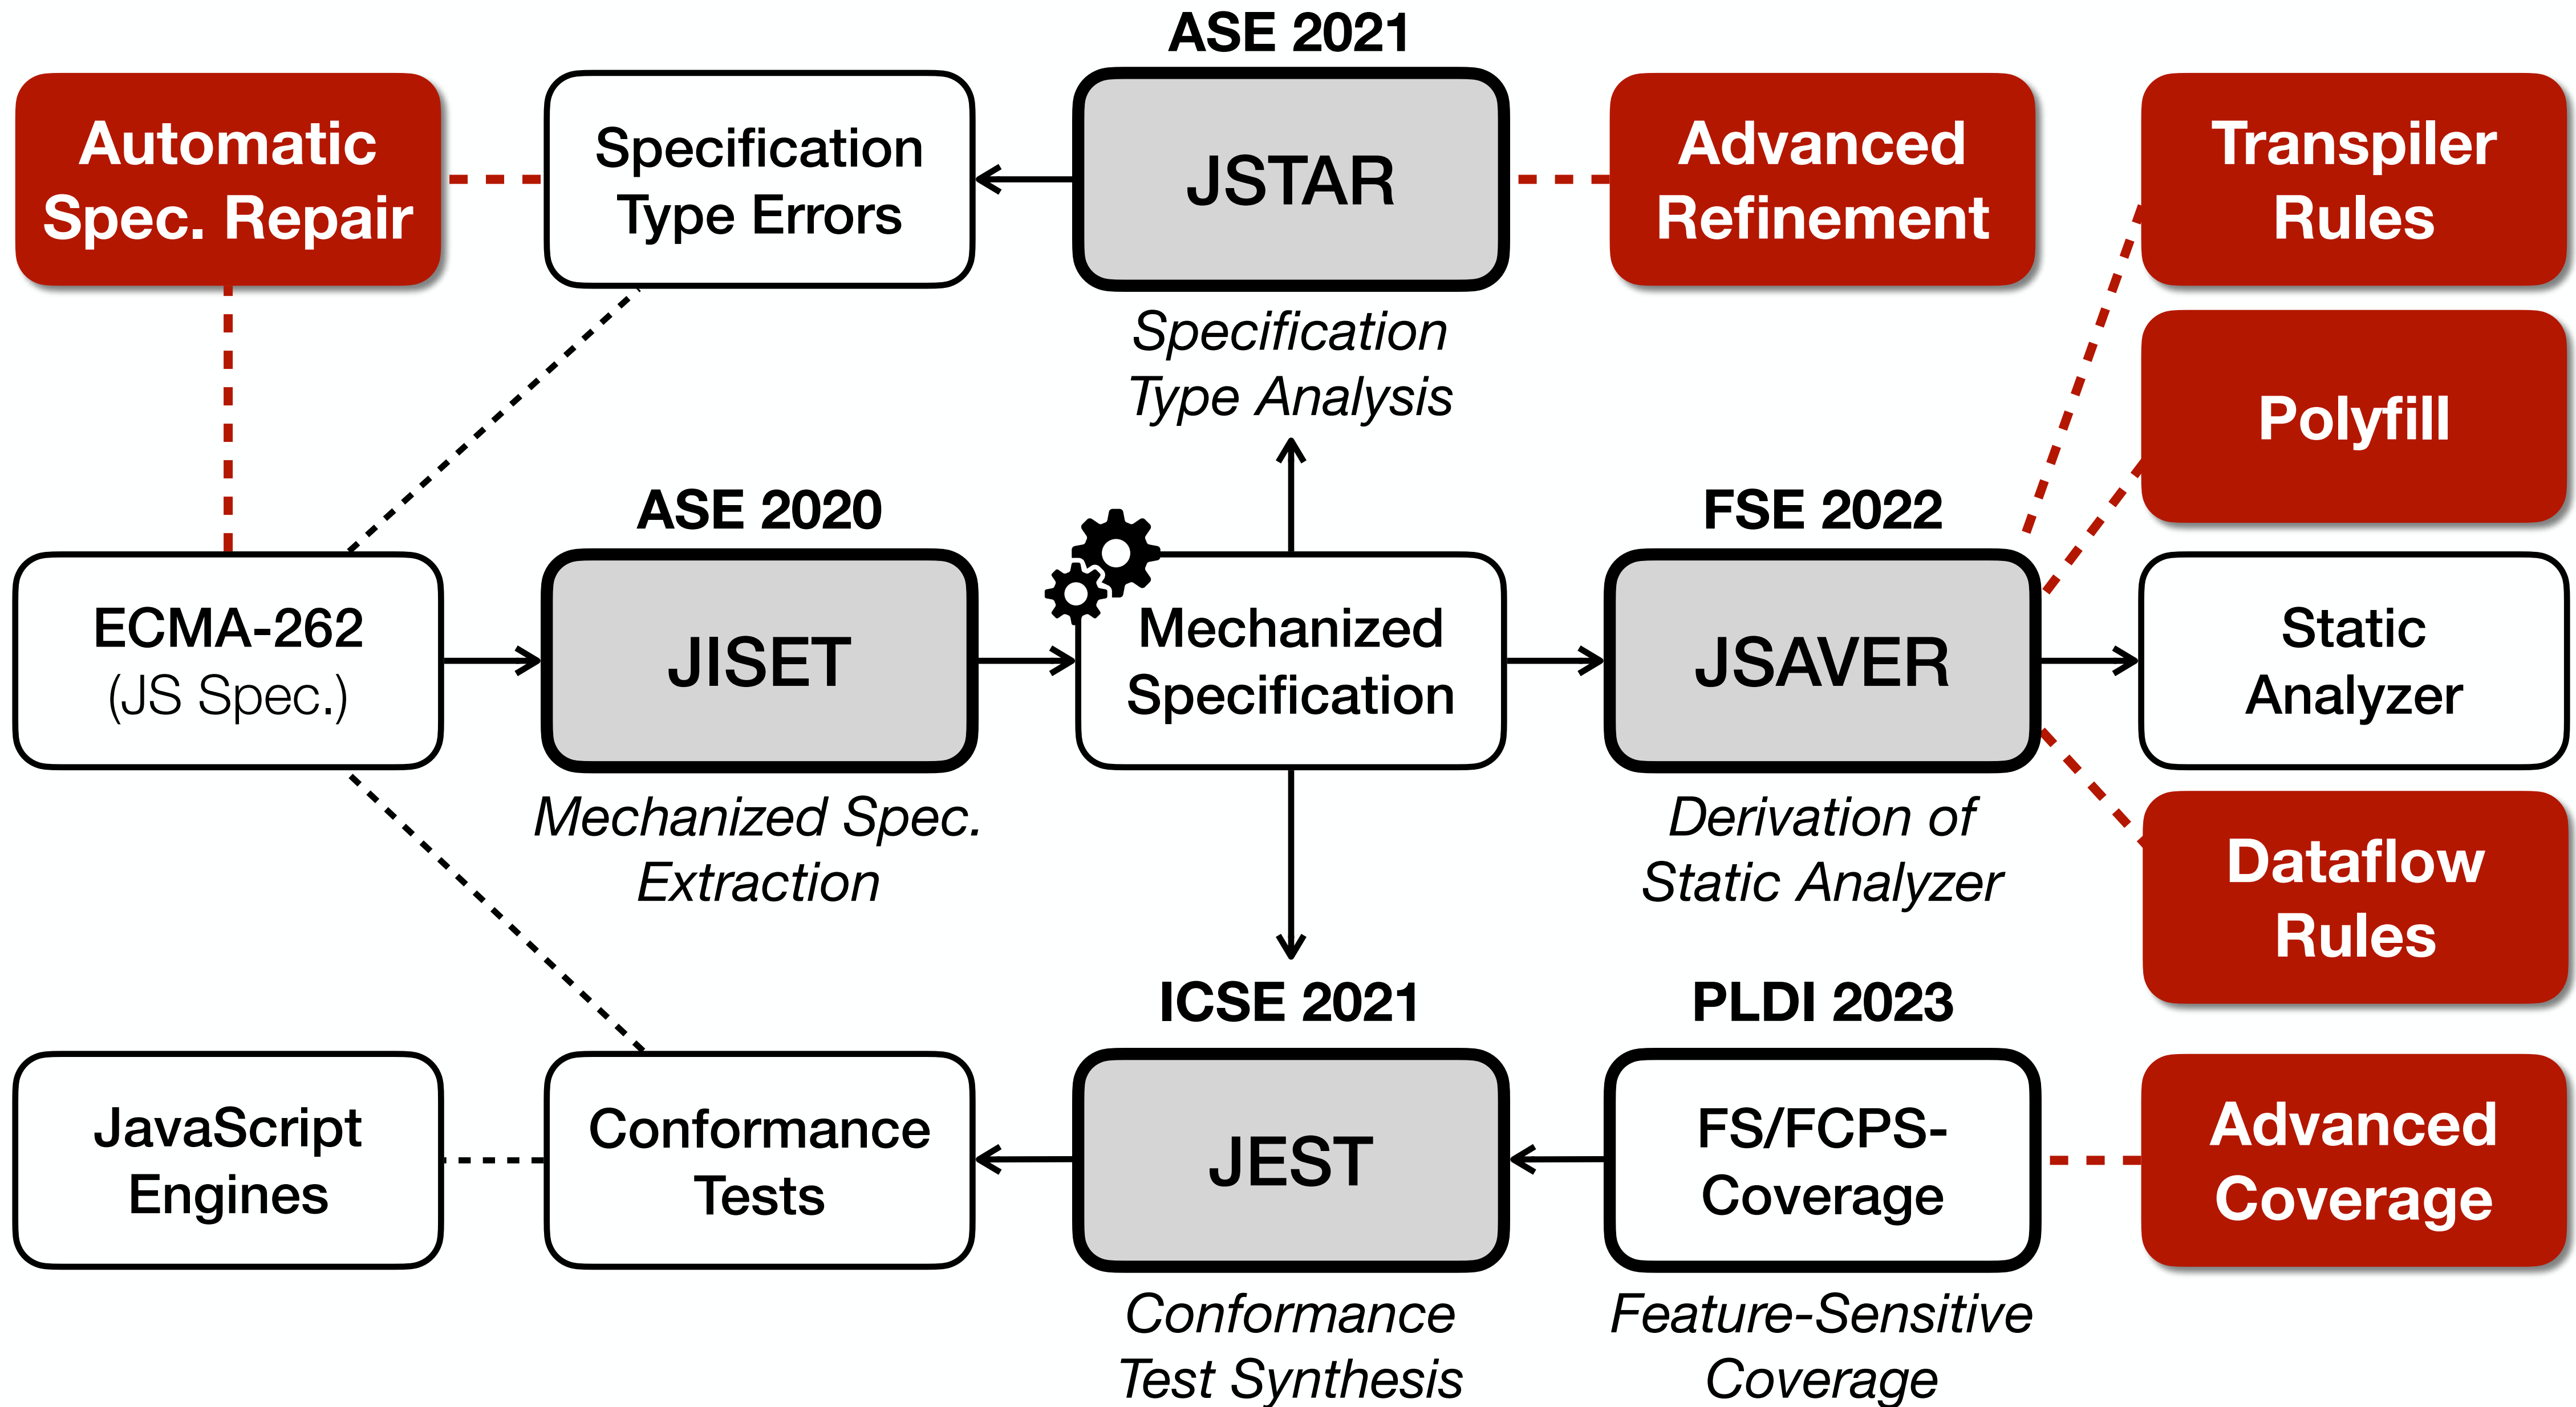 ASE 2021
Automatic
Spec. Repair
Specification
Type Errors
JSTAR
Advanced
Refinement
Transpiler
Rules
Specification
Type Analysis
Polyfill
ASE 2020
FSE 2022
ECMA-262
(JS Spec.)
JISET
Mechanized
Specification
JSAVER
Static
Analyzer
Mechanized Spec.
Extraction
Derivation of
Static Analyzer
Dataflow
Rules
ICSE 2021
PLDI 2023
JavaScript
Engines
Conformance
Tests
JEST
FS/FCPS-
Coverage
Advanced
Coverage
Conformance
Test Synthesis
Feature-Sensitive
Coverage